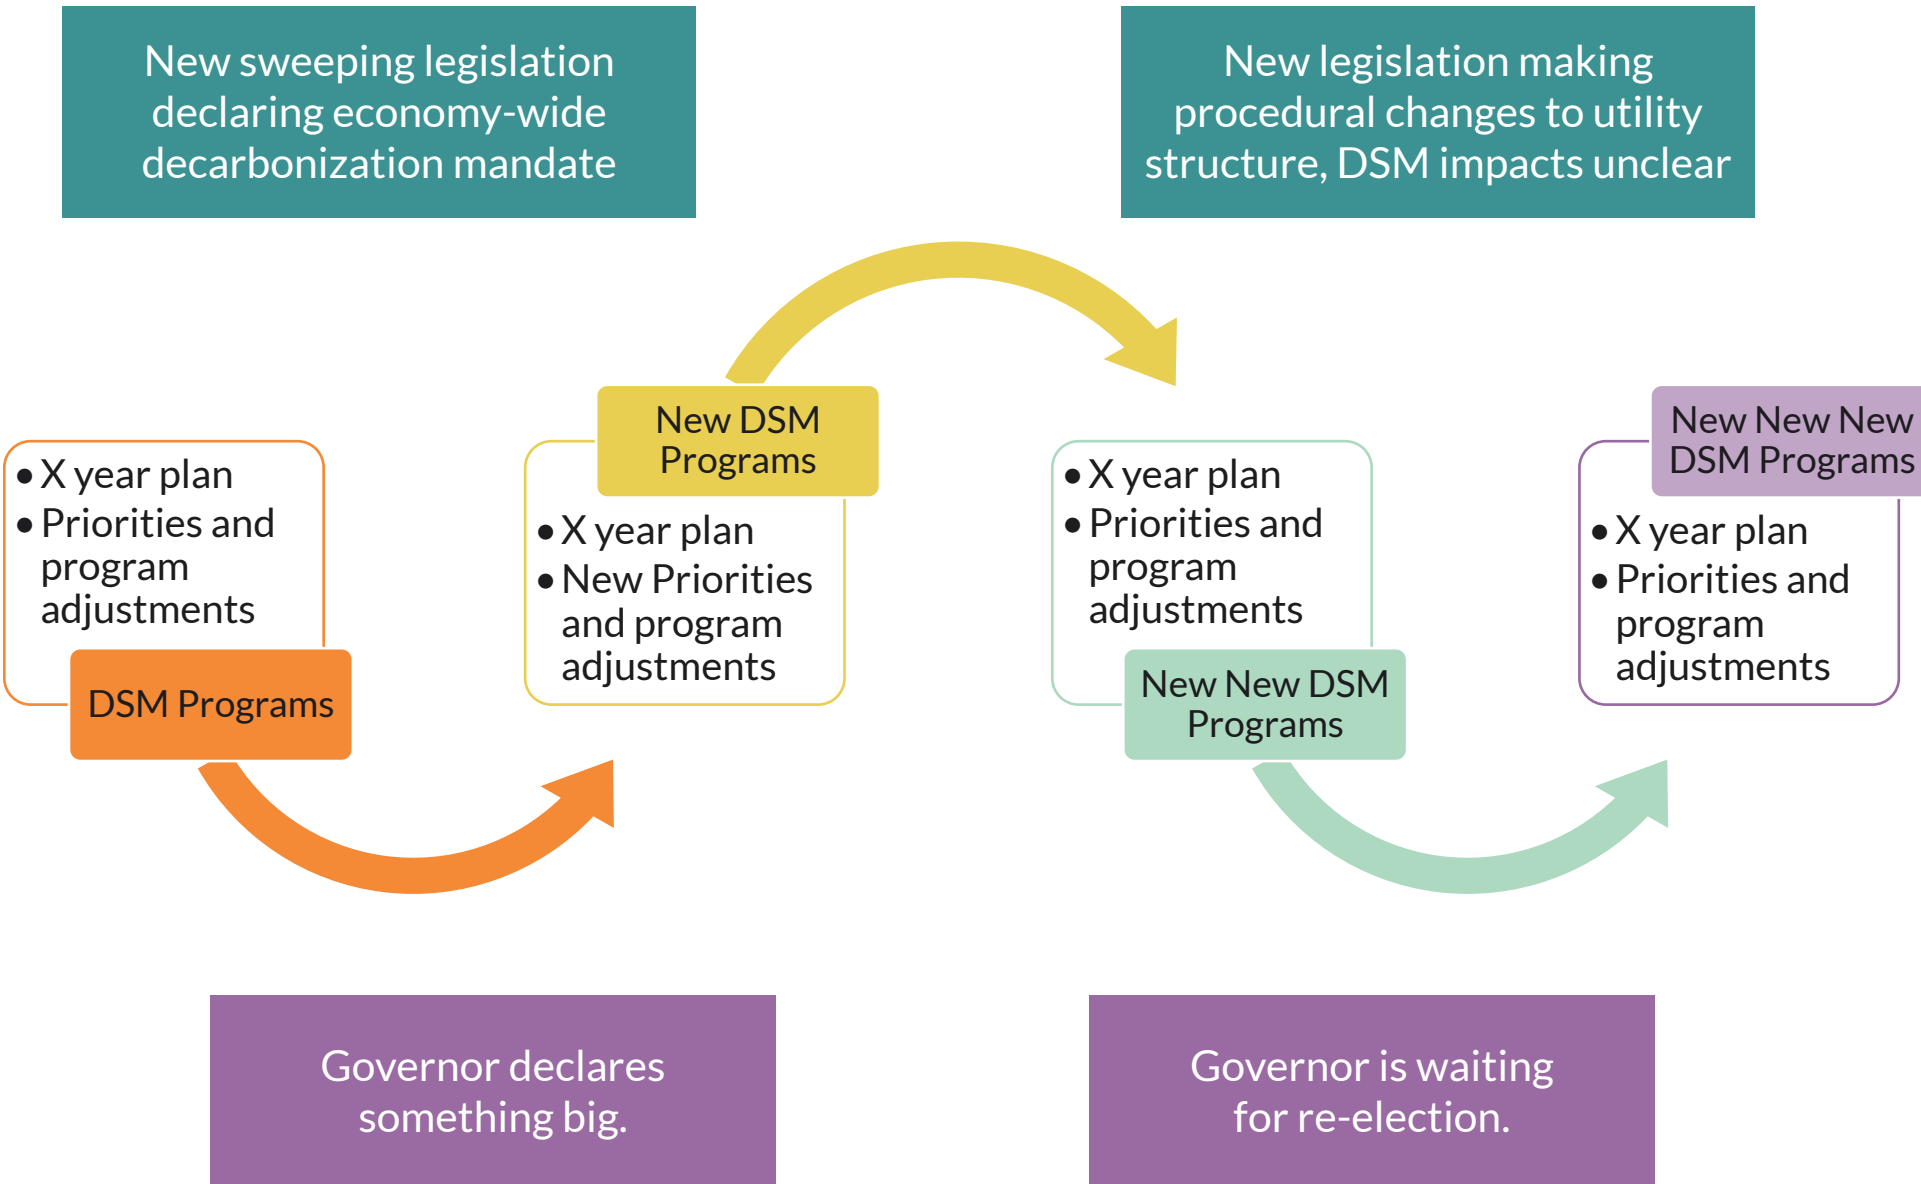 New sweeping legislation
declaring economy-wide
decarbonization mandate
New legislation making
procedural changes to utility
structure, DSM impacts unclear
• X year plan
• Priorities and
program
adjustments
DSM Programs
New DSM
Programs
• X year plan
• New Priorities
and program
adjustments
• X year plan
• Priorities and
program
adjustments
New New DSM
Programs
New New New
DSM Programs
• X year plan
• Priorities and
program
adjustments
Governor declares
something big.
Governor is waiting
for re-election.